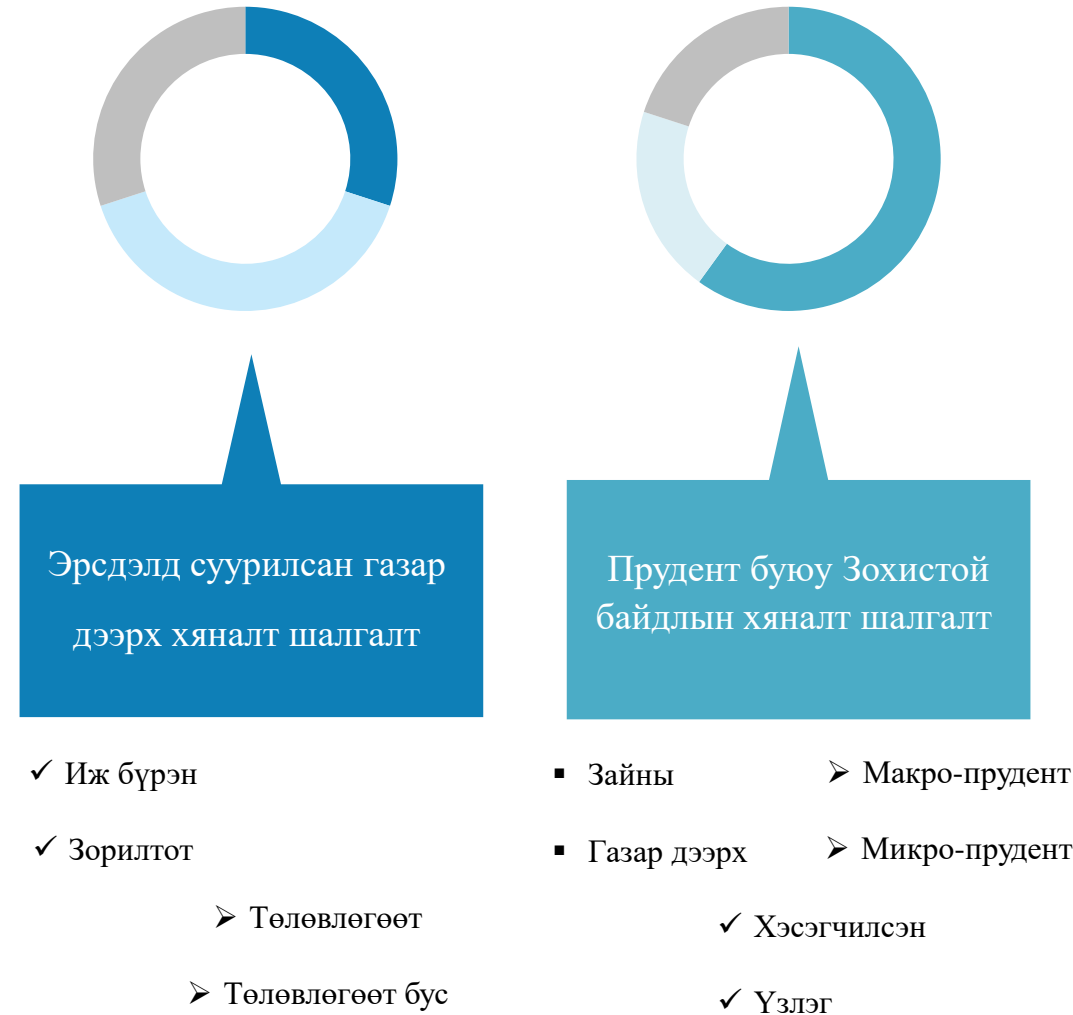 Эрсдэлд суурилсан газар
дээрх хяналт шалгалт
Иж бүрэн
Зорилтот
Төлөвлөгөөт
Төлөвлөгөөт бус
Прудент буюу Зохистой
байдлын хяналт шалгалт
Зайны
Газар дээрх
Макро-прудент
Микро-прудент
Хэсэгчилсэн
Үзлэг